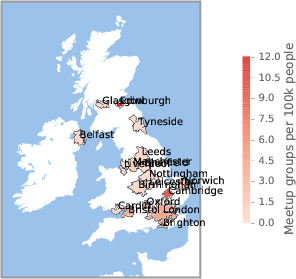 Glasgow
Edinburgh
Tyneside
Belfast
Leeds
Manchester
Liverpool
Sheffield
Nottingham
Leicester
Norwich
Birmingham
Cambridge
Oxford
Cardiff
Bristol
London
Brighton
12.0
10.5
9.0
7.5
6.0
4.5
3.0
1.5
0.0
Meetup groups per 100k people